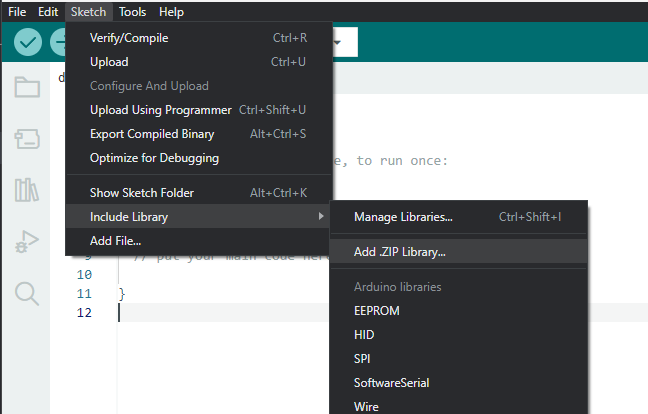 File Edit Sketch Tools Help
Verify/Compile Ctrl+R
Upload Ctrl+U
Configure And Upload
Upload Using Programmer Ctrl+Shift+U
Export Compiled Binary Alt+Ctrl+S
Optimize for Debugging
e, to run once:
Show Sketch Folder Alt+Ctrl+K
Include Library
Add File...
Manage Libraries... Ctrl+Shift+I
Add .ZIP Library...
Arduino libraries
EEPROM
HID
SPI
SoftwareSerial
Wire
9 // put your main code here
10
11 }
12